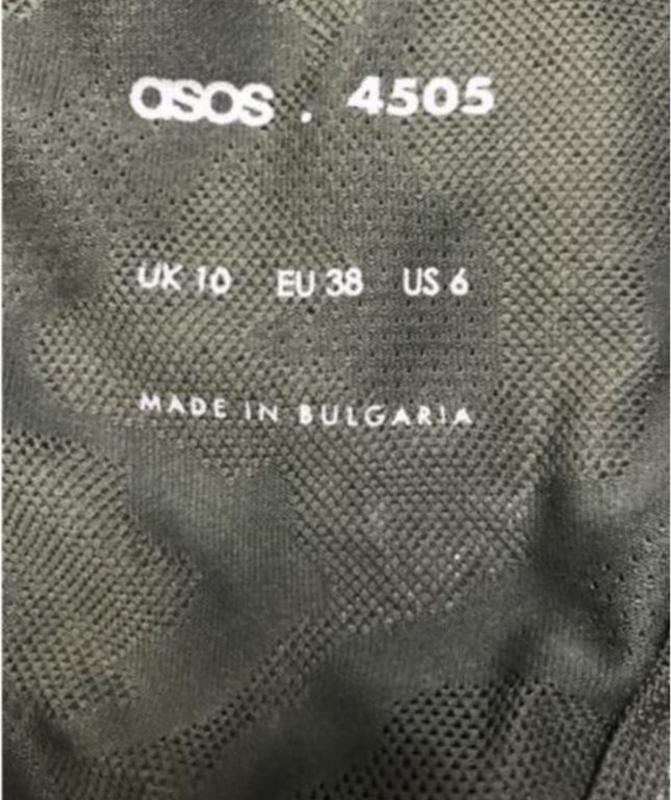 asos. 4505
UK 10 EU 38 US 6
MADE IN BULGARIA